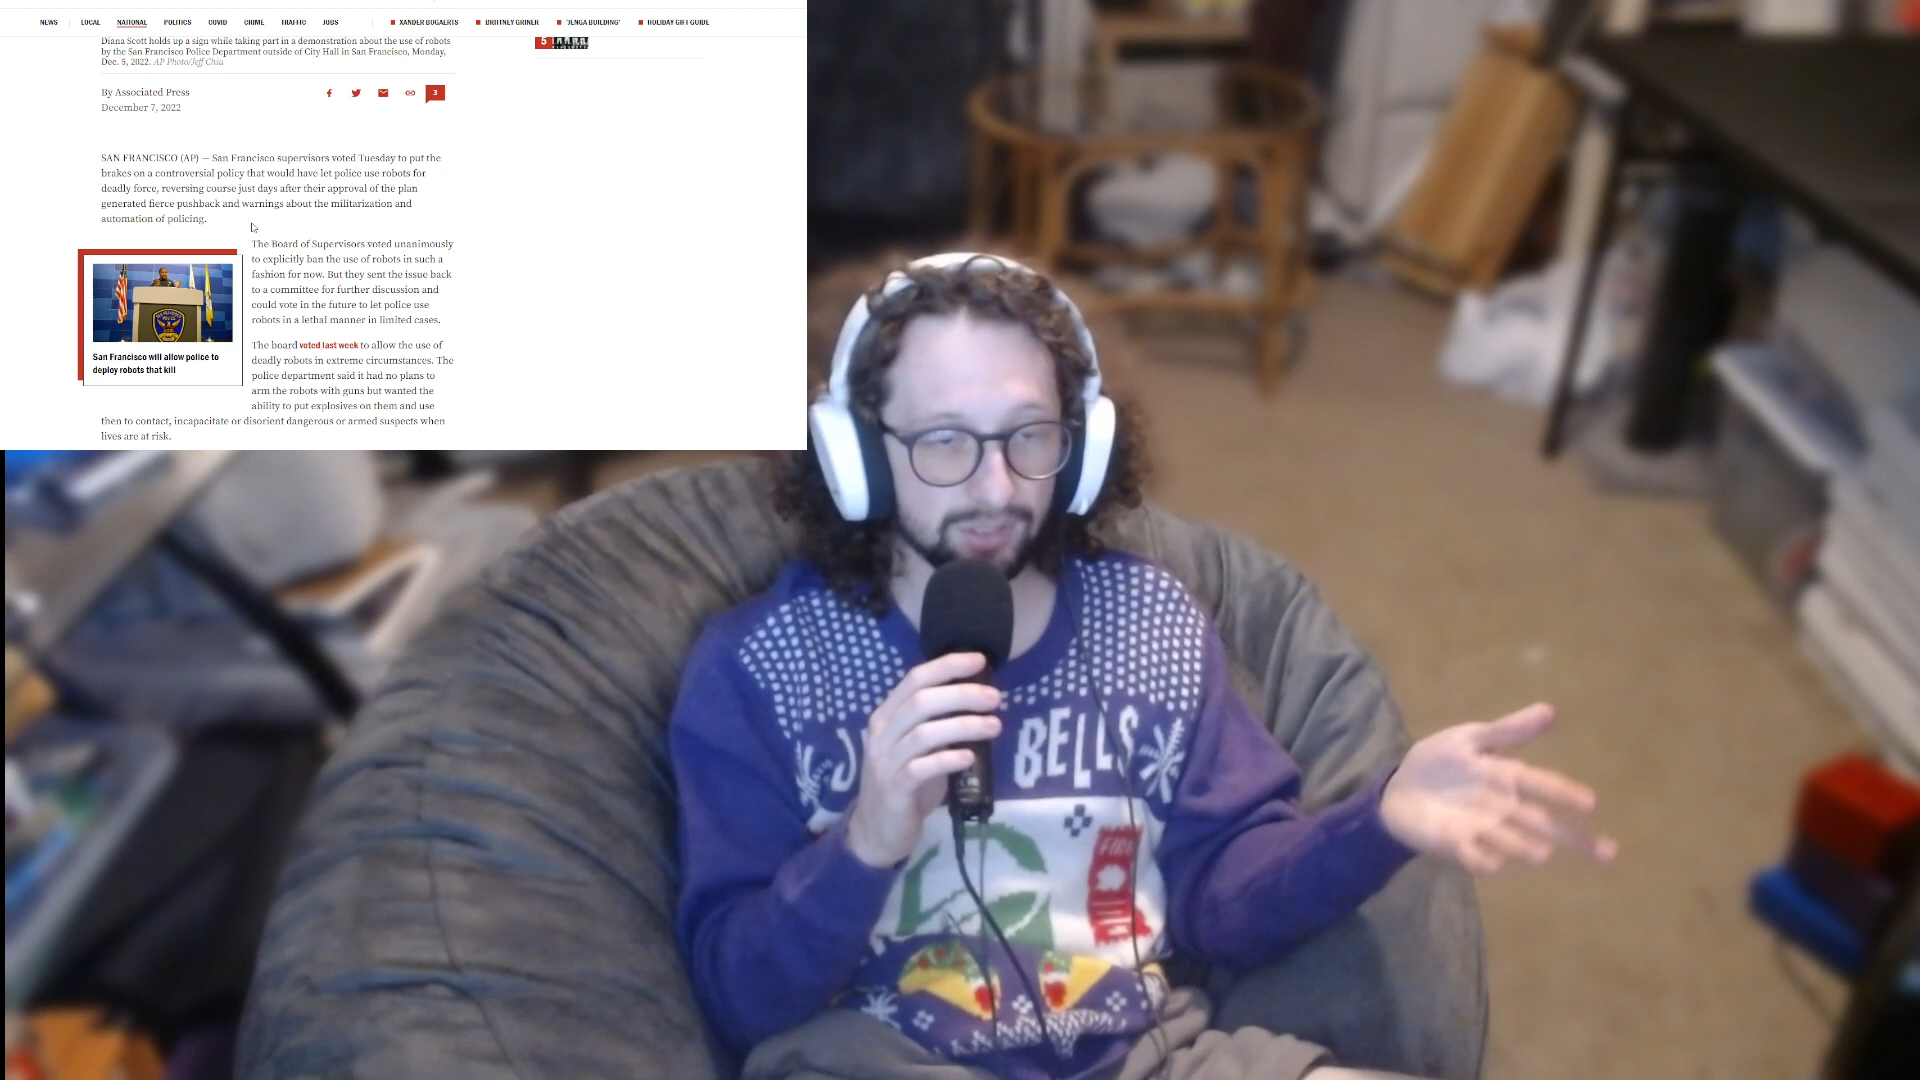 NEWS LOCAL NATIONAL POLITICS COVID CRIME TRAFFIC JOBS XANDER BOGAERTS BRITTNEY GRINER 'JENGA BUILDING' HOLIDAY GIFT GUIDE
Diana Scott holds up a sign while taking part in a demonstration about the use of robots
by the San Francisco Police Department outside of City Hall in San Francisco, Monday,
Dec. 5, 2022. AP Photo/Jeff Chiu
5
By Associated Press
December 7, 2022
3
SAN FRANCISCO (AP) — San Francisco supervisors voted Tuesday to put the
brakes on a controversial policy that would have let police use robots for
deadly force, reversing course just days after their approval of the plan
generated fierce pushback and warnings about the militarization and
automation of policing.
The Board of Supervisors voted unanimously
to explicitly ban the use of robots in such a
fashion for now. But they sent the issue back
to a committee for further discussion and
could vote in the future to let police use
robots in a lethal manner in limited cases.
San Francisco will allow police to
deploy robots that kill
The board voted last week to allow the use of
deadly robots in extreme circumstances. The
police department said it had no plans to
arm the robots with guns but wanted the
ability to put explosives on them and use
then to contact, incapacitate or disorient dangerous or armed suspects when
lives are at risk.
J
BELLS
FIRE